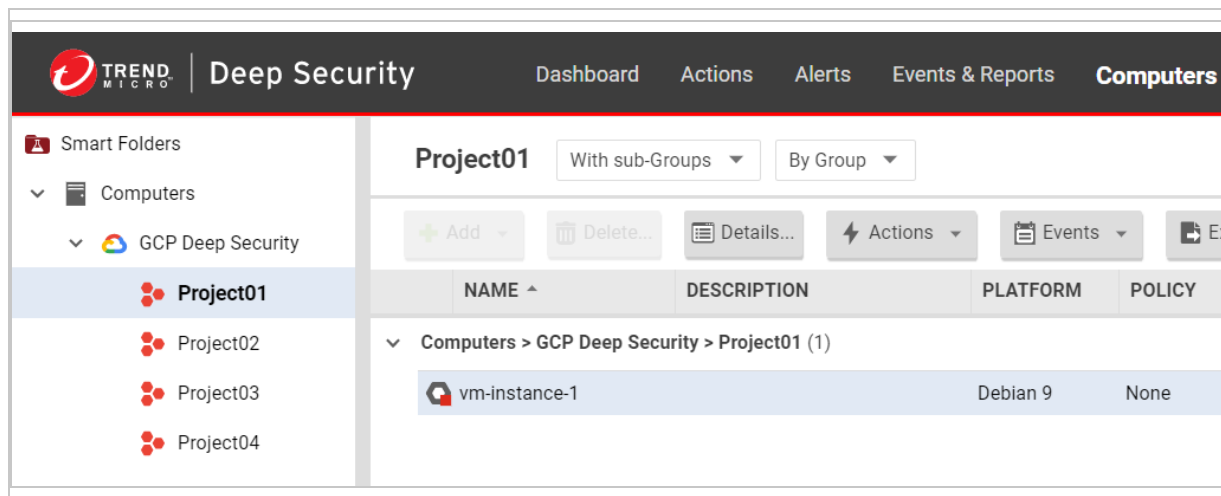 TREND MICRO Deep Security Dashboard Actions Alerts Events & Reports Computers
Smart Folders
Computers
GCP Deep Security
Project01
Project02
Project03
Project04
Project01 With sub-Groups By Group
Add Delete... Details... Actions Events
NAME DESCRIPTION PLATFORM POLICY
Computers > GCP Deep Security > Project01 (1)
vm-instance-1 Debian 9 None